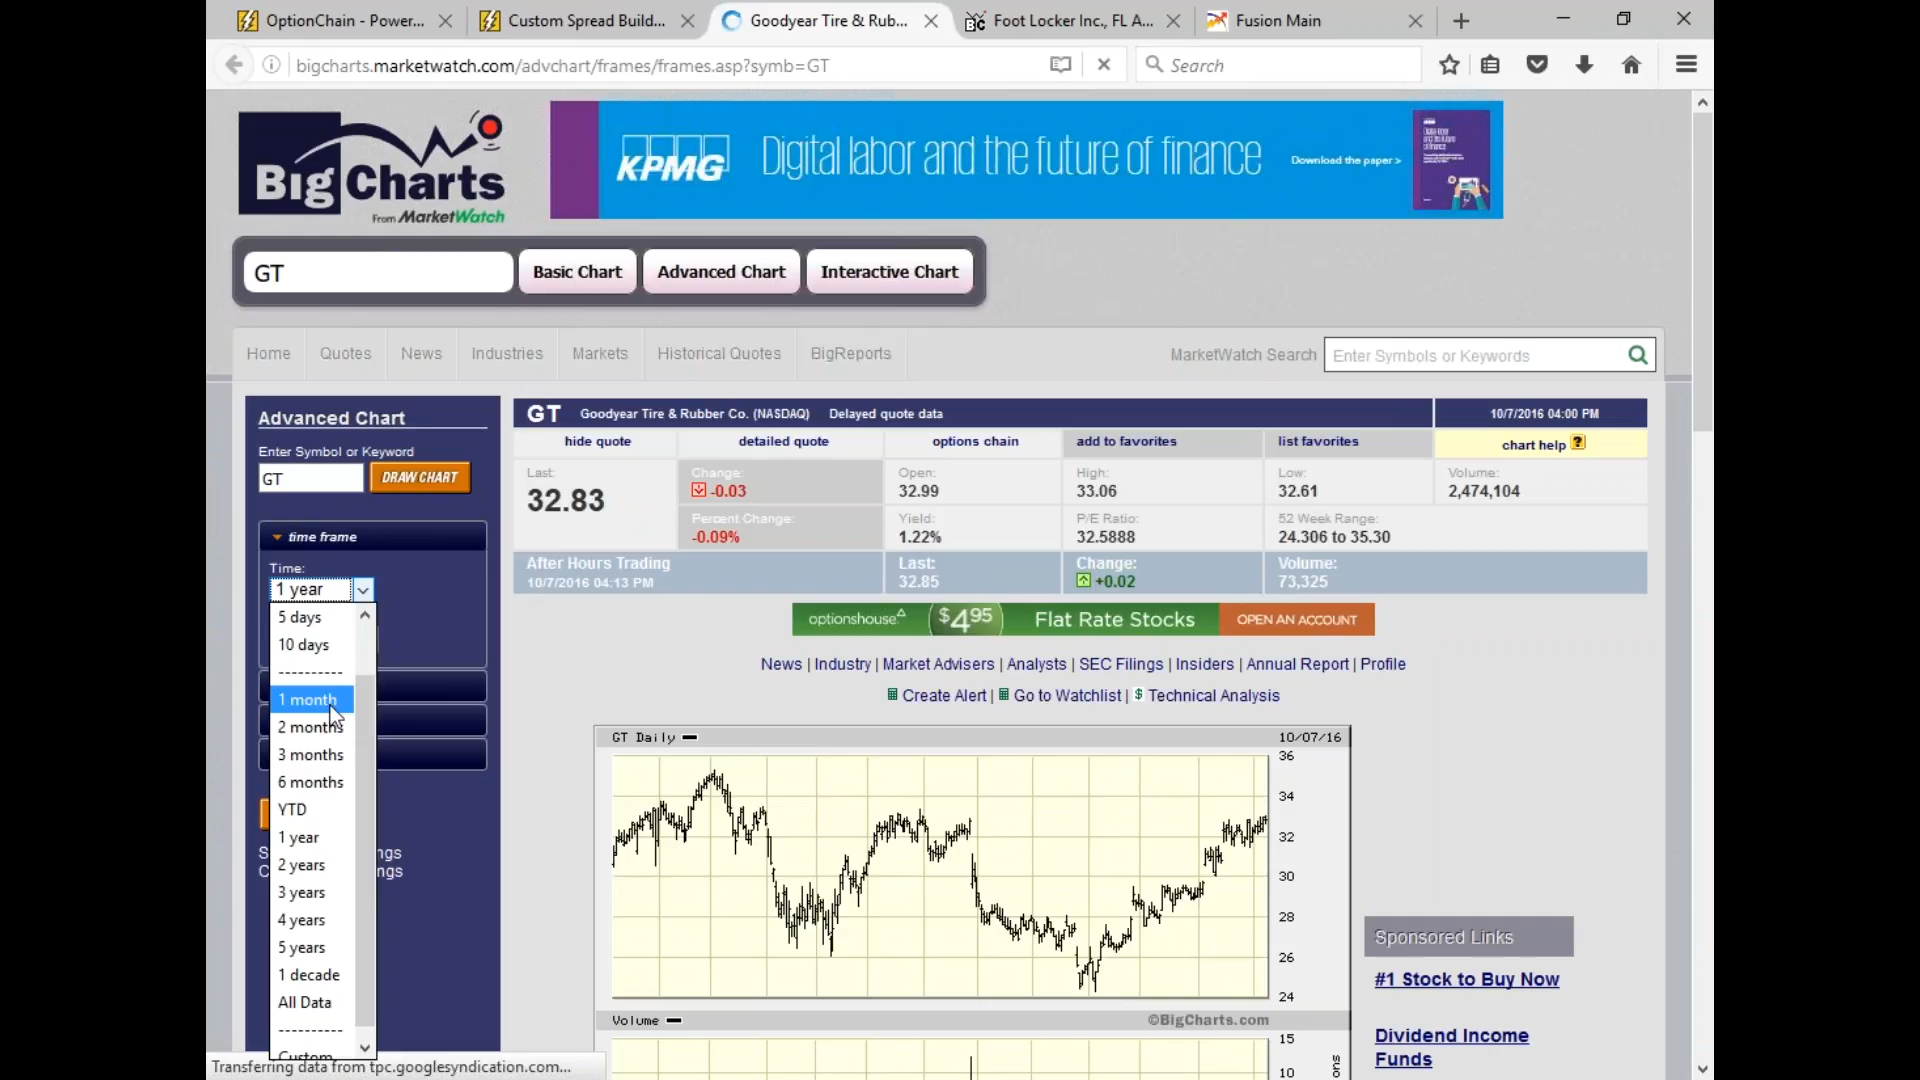 OptionChain - Power...
Custom Spread Build...
Goodyear Tire & Rub...
Foot Locker Inc., FL A...
Fusion Main
bigcharts.marketwatch.com/advchart/frames/frames.asp?symb=GT
Search
BigCharts
From MarketWatch
KPMG
Digital labor and the future of finance
Download the paper >
GT
Basic Chart
Advanced Chart
Interactive Chart
Home
Quotes
News
Industries
Markets
Historical Quotes
BigReports
MarketWatch Search
Enter Symbols or Keywords
Advanced Chart
Enter Symbol or Keyword
GT
DRAW CHART
time frame
Time:
1 year
5 days
10 days
----------
1 month
2 months
3 months
6 months
YTD
1 year
2 years
3 years
4 years
5 years
1 decade
All Data
----------
Custom
S
ngs
C
ngs
GT Goodyear Tire & Rubber Co. (NASDAQ) Delayed quote data
10/7/2016 04:00 PM
hide quote
detailed quote
options chain
add to favorites
list favorites
chart help ?
Last:
32.83
Change:
-0.03
Percent Change:
-0.09%
Open:
32.99
Yield:
1.22%
High:
33.06
P/E Ratio:
32.5888
Low:
32.61
52 Week Range:
24.306 to 35.30
Volume:
2,474,104
After Hours Trading
10/7/2016 04:13 PM
Last:
32.85
Change:
+0.02
Volume:
73,325
optionshouse
$4.95
Flat Rate Stocks
OPEN AN ACCOUNT
News | Industry | Market Advisers | Analysts | SEC Filings | Insiders | Annual Report | Profile
Create Alert | Go to Watchlist | $ Technical Analysis
GT Daily
10/07/16
36
34
32
30
28
26
24
Volume
©BigCharts.com
15
10
Sponsored Links
#1 Stock to Buy Now
Dividend Income
Funds
Transferring data from tpc.googlesyndication.com...